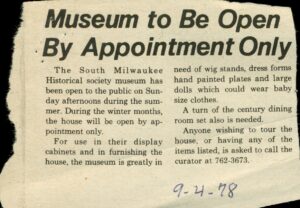 Museum to Be Open
By Appointment Only
The South Milwaukee
Historical society museum has
been open to the public on Sun-
day afternoons during the sum-
mer. During the winter months,
the house will be open by ap-
pointment only.
For use in their display
cabinets and in furnishing the
house, the museum is greatly in
need of wig stands, dress forms
hand painted plates and large
dolls which could wear baby
size clothes.
A turn of the century dining
room set also is needed.
Anyone wishing to tour the
house, or having any of the
items listed, is asked to call the
curator at 762-3673.
9-4-78